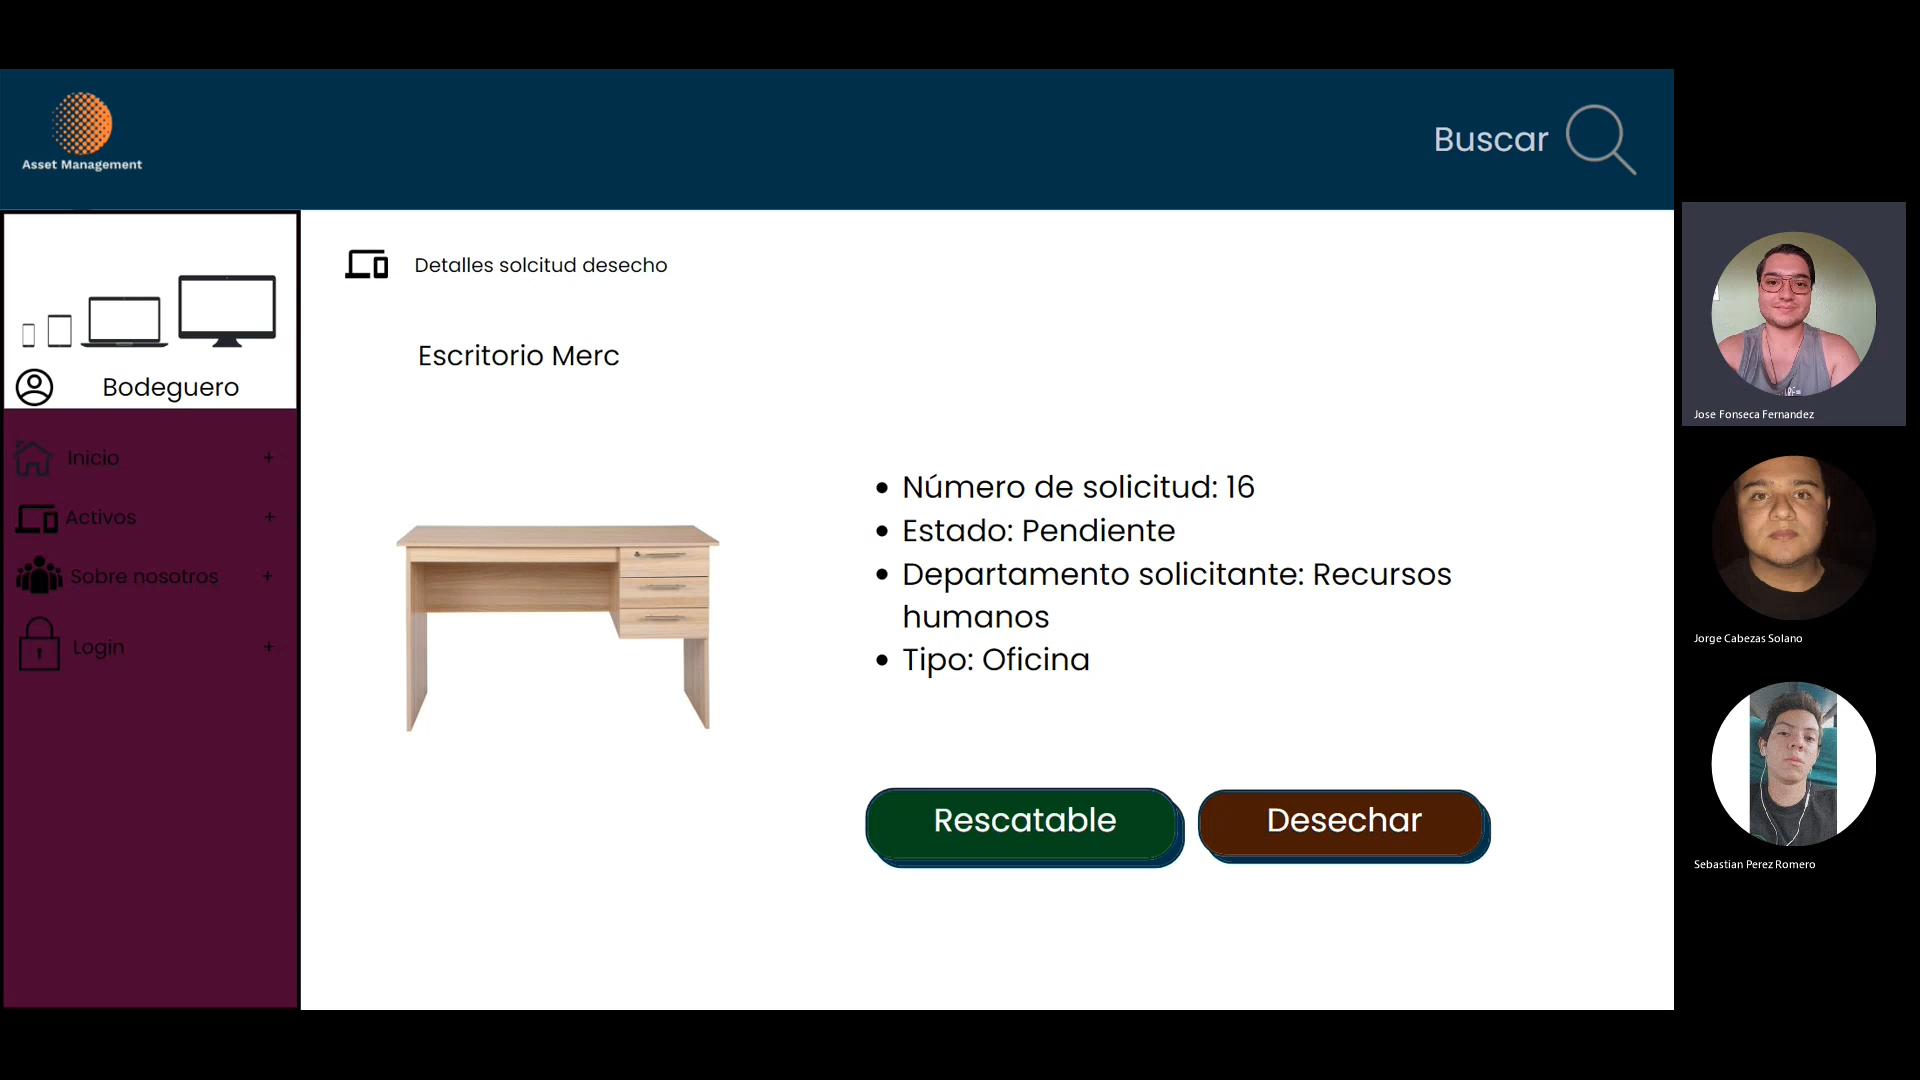 Asset Management
Buscar
Bodeguero
Inicio +
Activos +
Sobre nosotros +
Login +
Detalles solcitud desecho
Escritorio Merc
• Número de solicitud: 16
• Estado: Pendiente
• Departamento solicitante: Recursos
humanos
• Tipo: Oficina
Rescatable
Desechar
Jose Fonseca Fernandez
Jorge Cabezas Solano
Sebastian Perez Romero